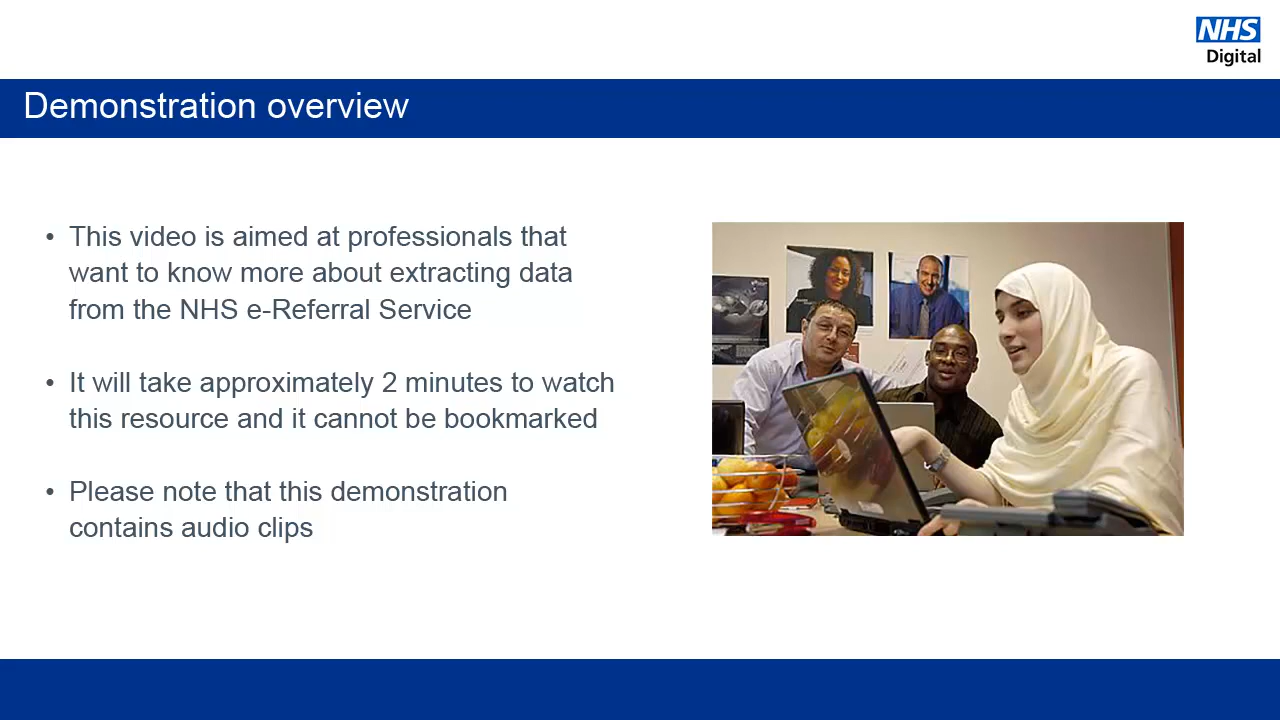 NHS
Digital
Demonstration overview
• This video is aimed at professionals that
want to know more about extracting data
from the NHS e-Referral Service
• It will take approximately 2 minutes to watch
this resource and it cannot be bookmarked
• Please note that this demonstration
contains audio clips